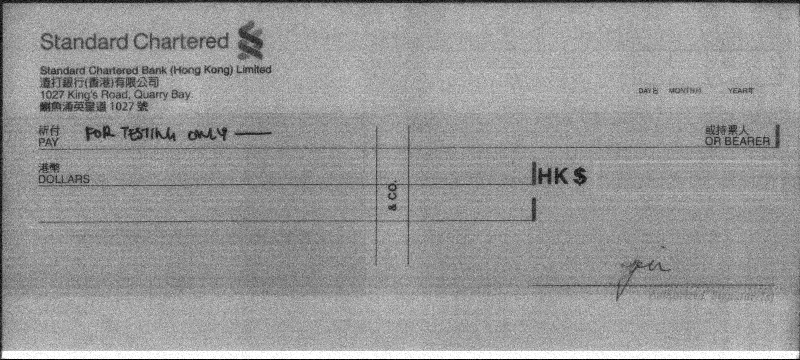 Standard Chartered
Standard Chartered Bank (Hong Kong) Limited
渣打銀行(香港)有限公司
1027 King's Road, Quarry Bay.
鰂魚涌英皇道 1027 號
DAY日 MONTH月 YEAR年
祈付
PAY FOR TESTING ONLY
或持票人
OR BEARER
港幣
DOLLARS
HK $
& CO.